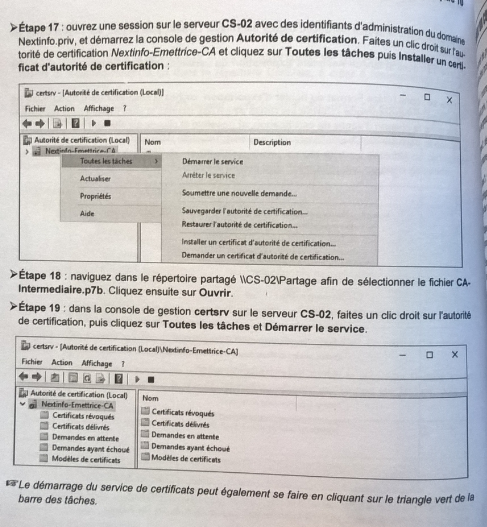 ➢Étape 17 : ouvrez une session sur le serveur CS-02 avec des identifiants d'administration du domaine
Nextinfo.priv, et démarrez la console de gestion Autorité de certification. Faites un clic droit sur l'au-
torité de certification Nextinfo-Emettrice-CA et cliquez sur Toutes les tâches puis Installer un certi-
ficat d'autorité de certification :
certsrv - [Autorité de certification (Local)]
Fichier Action Affichage ?
Autorité de certification (Local)
Nom
Description
Nextinfo-Emettrice-CA
Toutes les tâches
Démarrer le service
Arrêter le service
Actualiser
Soumettre une nouvelle demande...
Propriétés
Sauvegarder l'autorité de certification...
Aide
Restaurer l'autorité de certification...
Installer un certificat d'autorité de certification...
Demander un certificat d'autorité de certification...
➢Étape 18 : naviguez dans le répertoire partagé \\CS-02\Partage afin de sélectionner le fichier CA-
Intermediaire.p7b. Cliquez ensuite sur Ouvrir.
➢Étape 19 : dans la console de gestion certsrv sur le serveur CS-02, faites un clic droit sur l'autorité
de certification, puis cliquez sur Toutes les tâches et Démarrer le service.
certsrv - [Autorité de certification (Local)\Nextinfo-Emettrice-CA]
Fichier Action Affichage ?
Autorité de certification (Local)
Nextinfo-Emettrice-CA
Certificats révoqués
Certificats délivrés
Demandes en attente
Demandes ayant échoué
Modèles de certificats
Nom
Certificats révoqués
Certificats délivrés
Demandes en attente
Demandes ayant échoué
Modèles de certificats
Le démarrage du service de certificats peut également se faire en cliquant sur le triangle vert de la
barre des tâches.